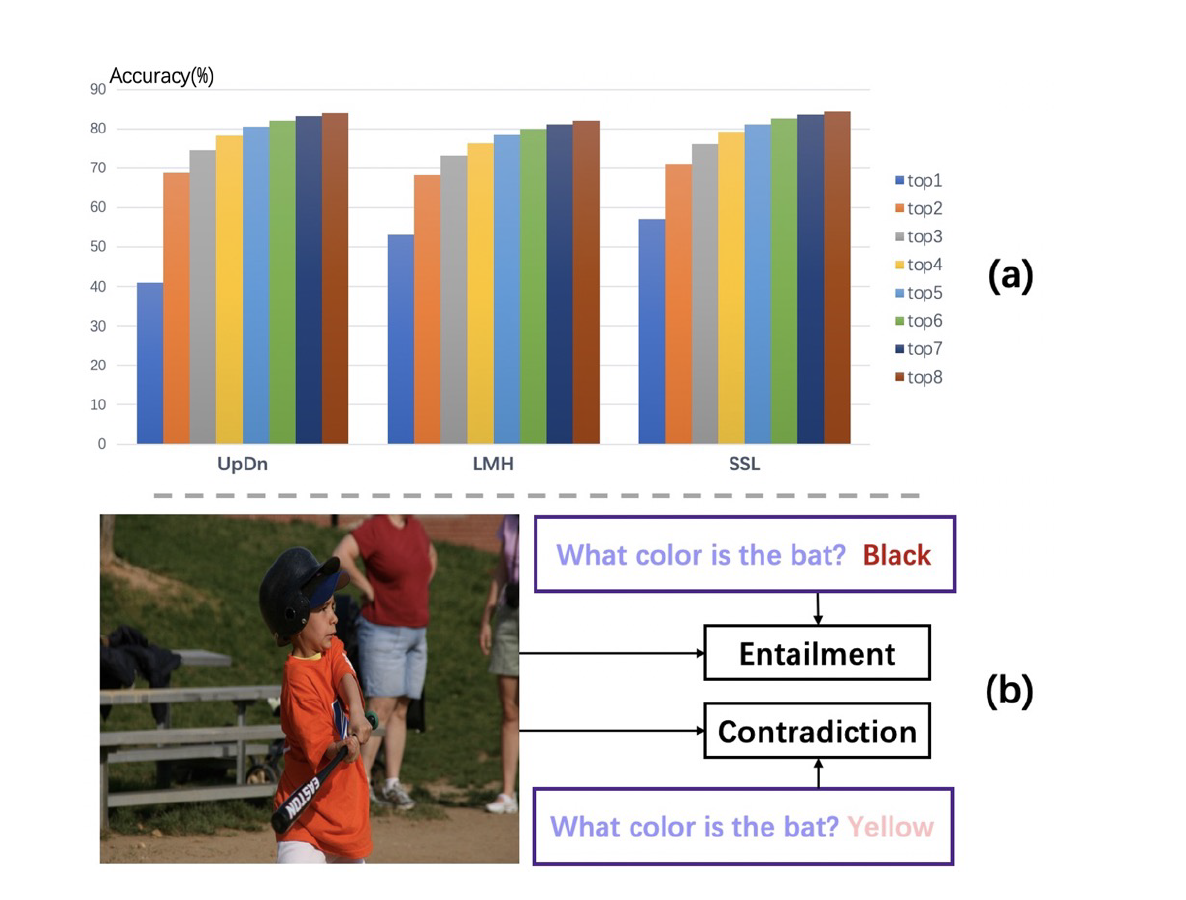 Accuracy(%)
90
80
70
60
50
40
30
20
10
0
UpDn LMH SSL
top1
top2
top3
top4
top5
top6
top7
top8
(a)
What color is the bat? Black
Entailment
Contradiction
What color is the bat? Yellow
EASTON
(b)